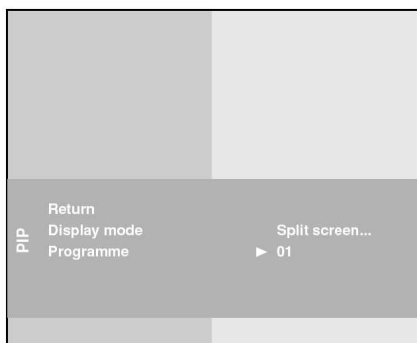 PIP
Return
Display mode Split screen...
Programme ▶ 01